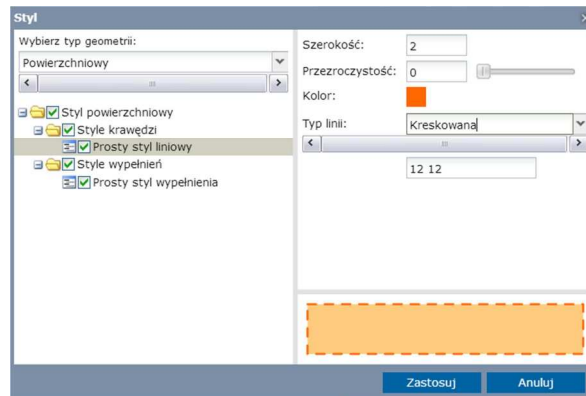 Styl
Wybierz typ geometrii:
Powierzchniowy
Styl powierzchniowy
Style krawędzi
Prosty styl liniowy
Style wypełnień
Prosty styl wypełnienia
Szerokość: 2
Przezroczystość: 0
Kolor:
Typ linii: Kreskowana
12 12
Zastosuj Anuluj